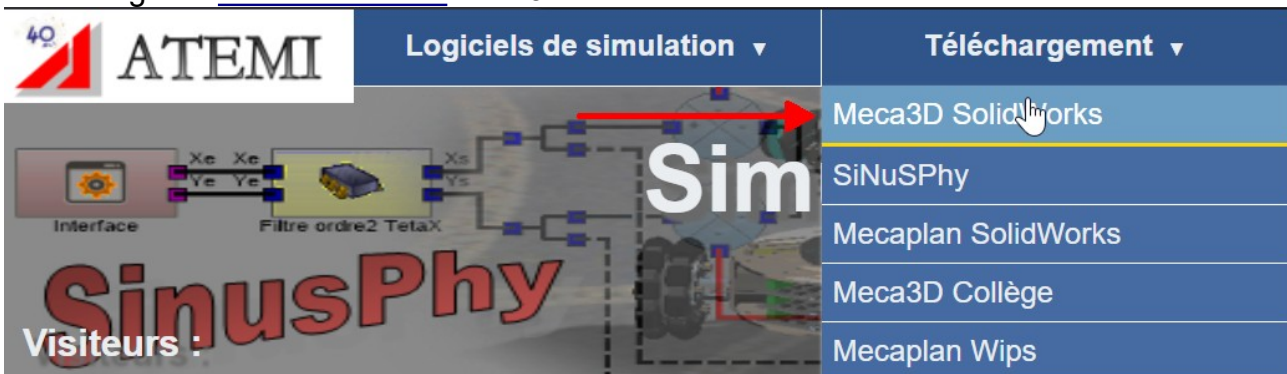 40
ATEMI
Logiciels de simulation ▼
Téléchargement ▼
Meca3D SolidWorks
SiNuSPhy
Mecaplan SolidWorks
Meca3D Collège
Mecaplan Wips
Sim
Xe Xe
Ye Ye
Xs
Ys
Interface
Filtre ordre2 TetaX
SinusPhy
Visiteurs :